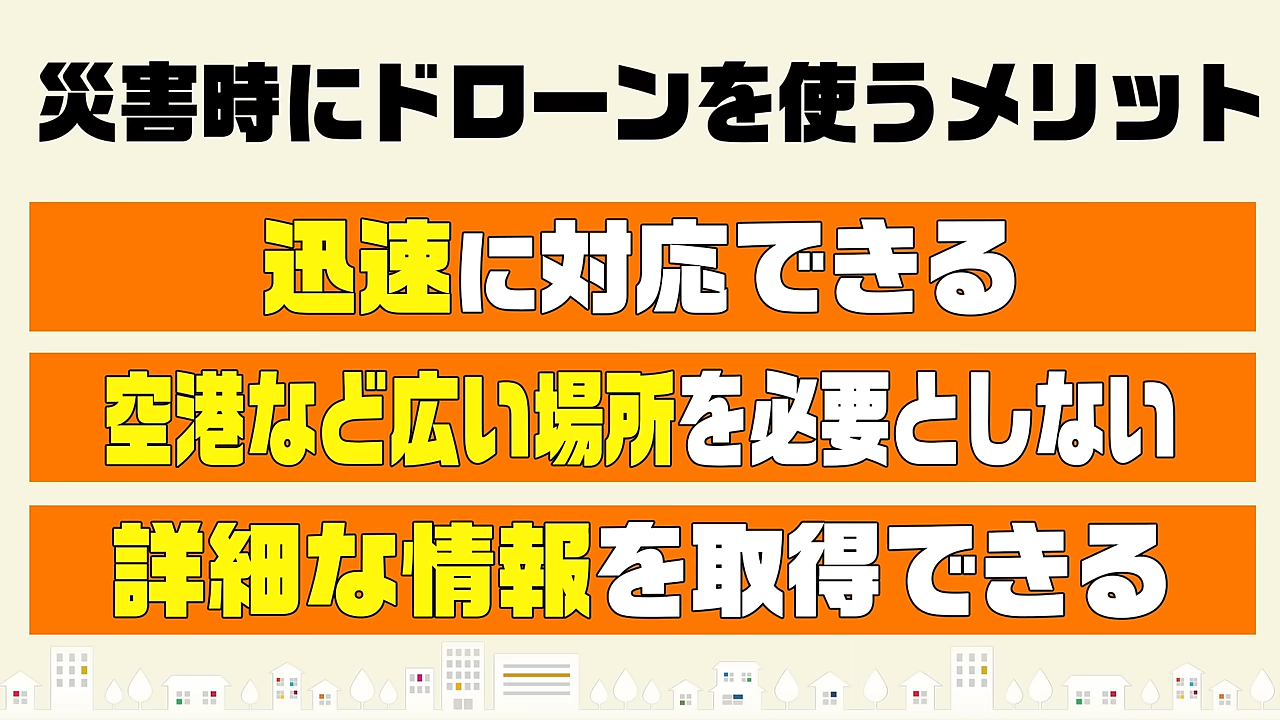 災害時にドローンを使うメリット
迅速に対応できる
空港など広い場所を必要としない
詳細な情報を取得できる